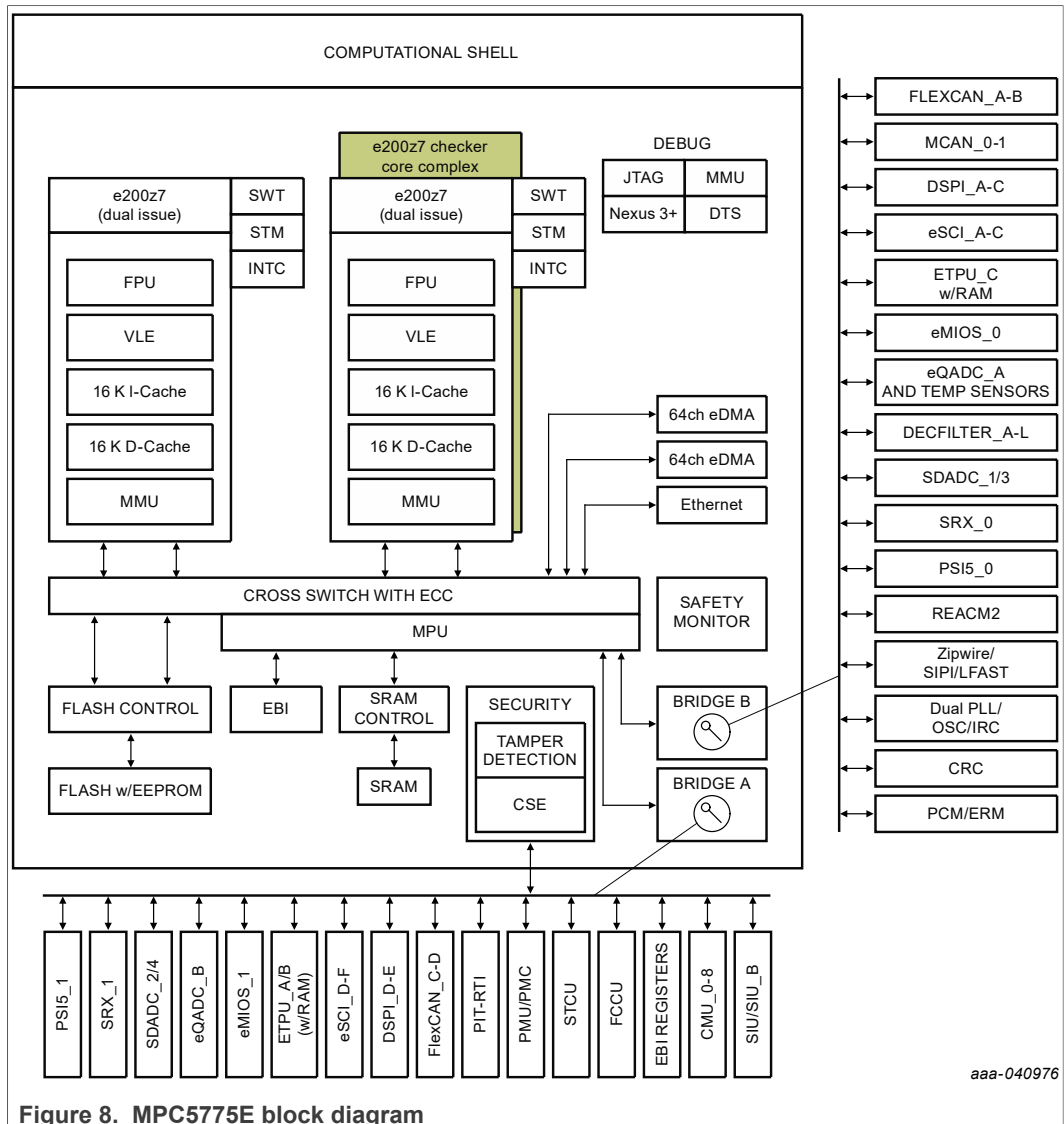 COMPUTATIONAL SHELL
e200z7 checker
core complex
e200z7
(dual issue)
SWT
STM
INTC
FPU
VLE
16 K I-Cache
16 K D-Cache
MMU
e200z7
(dual issue)
SWT
STM
INTC
FPU
VLE
16 K I-Cache
16 K D-Cache
MMU
DEBUG
JTAG
MMU
Nexus 3+
DTS
64ch eDMA
64ch eDMA
Ethernet
CROSS SWITCH WITH ECC
MPU
SAFETY
MONITOR
FLASH CONTROL
FLASH w/EEPROM
EBI
SRAM
CONTROL
SRAM
SECURITY
TAMPER
DETECTION
CSE
BRIDGE B
BRIDGE A
FLEXCAN_A-B
MCAN_0-1
DSPI_A-C
eSCI_A-C
ETPU_C
w/RAM
eMIOS_0
eQADC_A
AND TEMP SENSORS
DECFILTER_A-L
SDADC_1/3
SRX_0
PSI5_0
REACM2
Zipwire/
SIPI/LFAST
Dual PLL/
OSC/IRC
CRC
PCM/ERM
PSI5_1
SRX_1
SDADC_2/4
eQADC_B
eMIOS_1
ETPU_A/B
(w/RAM)
eSCI_D-F
DSPI_D-E
FlexCAN_C-D
PIT-RTI
PMU/PMC
STCU
FCCU
EBI REGISTERS
CMU_0-8
SIU/SIU_B
aaa-040976
Figure 8. MPC5775E block diagram